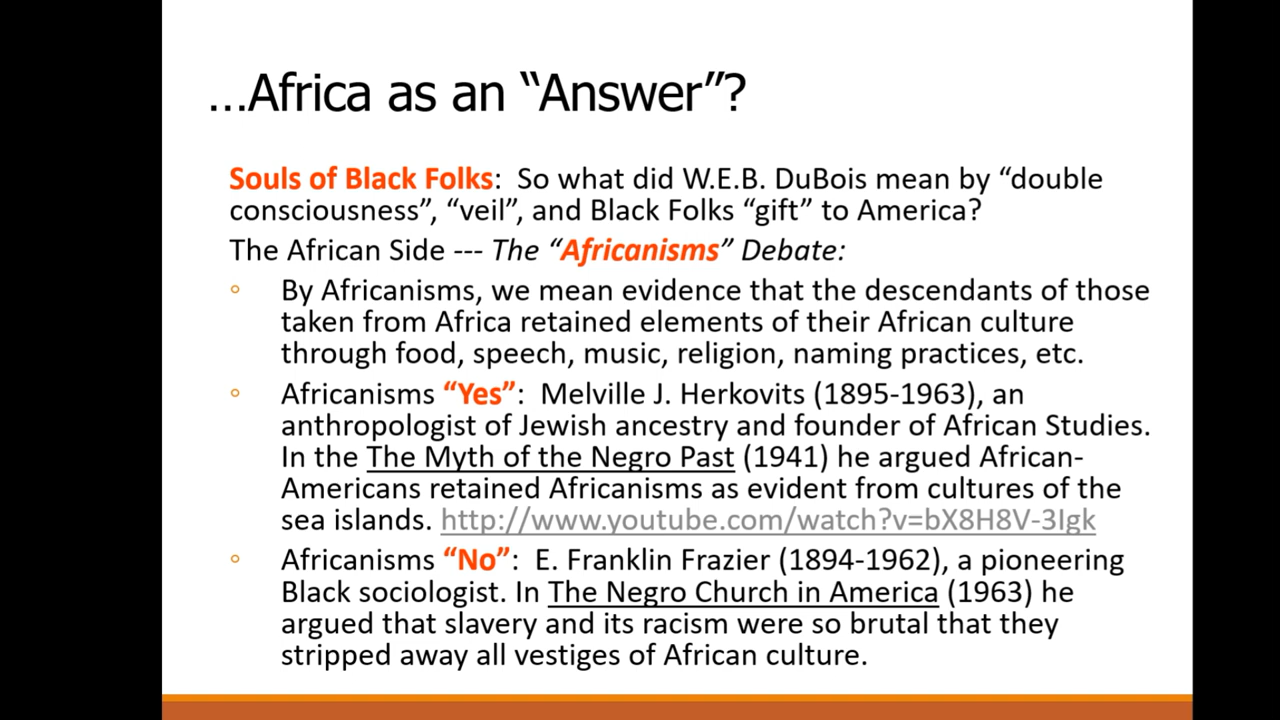 ...Africa as an “Answer”?
Souls of Black Folks: So what did W.E.B. DuBois mean by “double
consciousness”, “veil”, and Black Folks “gift” to America?
The African Side --- The “Africanisms” Debate:
◦ By Africanisms, we mean evidence that the descendants of those
taken from Africa retained elements of their African culture
through food, speech, music, religion, naming practices, etc.
◦ Africanisms “Yes”: Melville J. Herkovits (1895-1963), an
anthropologist of Jewish ancestry and founder of African Studies.
In the The Myth of the Negro Past (1941) he argued African-
Americans retained Africanisms as evident from cultures of the
sea islands. http://www.youtube.com/watch?v=bX8H8V-3Igk
◦ Africanisms “No”: E. Franklin Frazier (1894-1962), a pioneering
Black sociologist. In The Negro Church in America (1963) he
argued that slavery and its racism were so brutal that they
stripped away all vestiges of African culture.